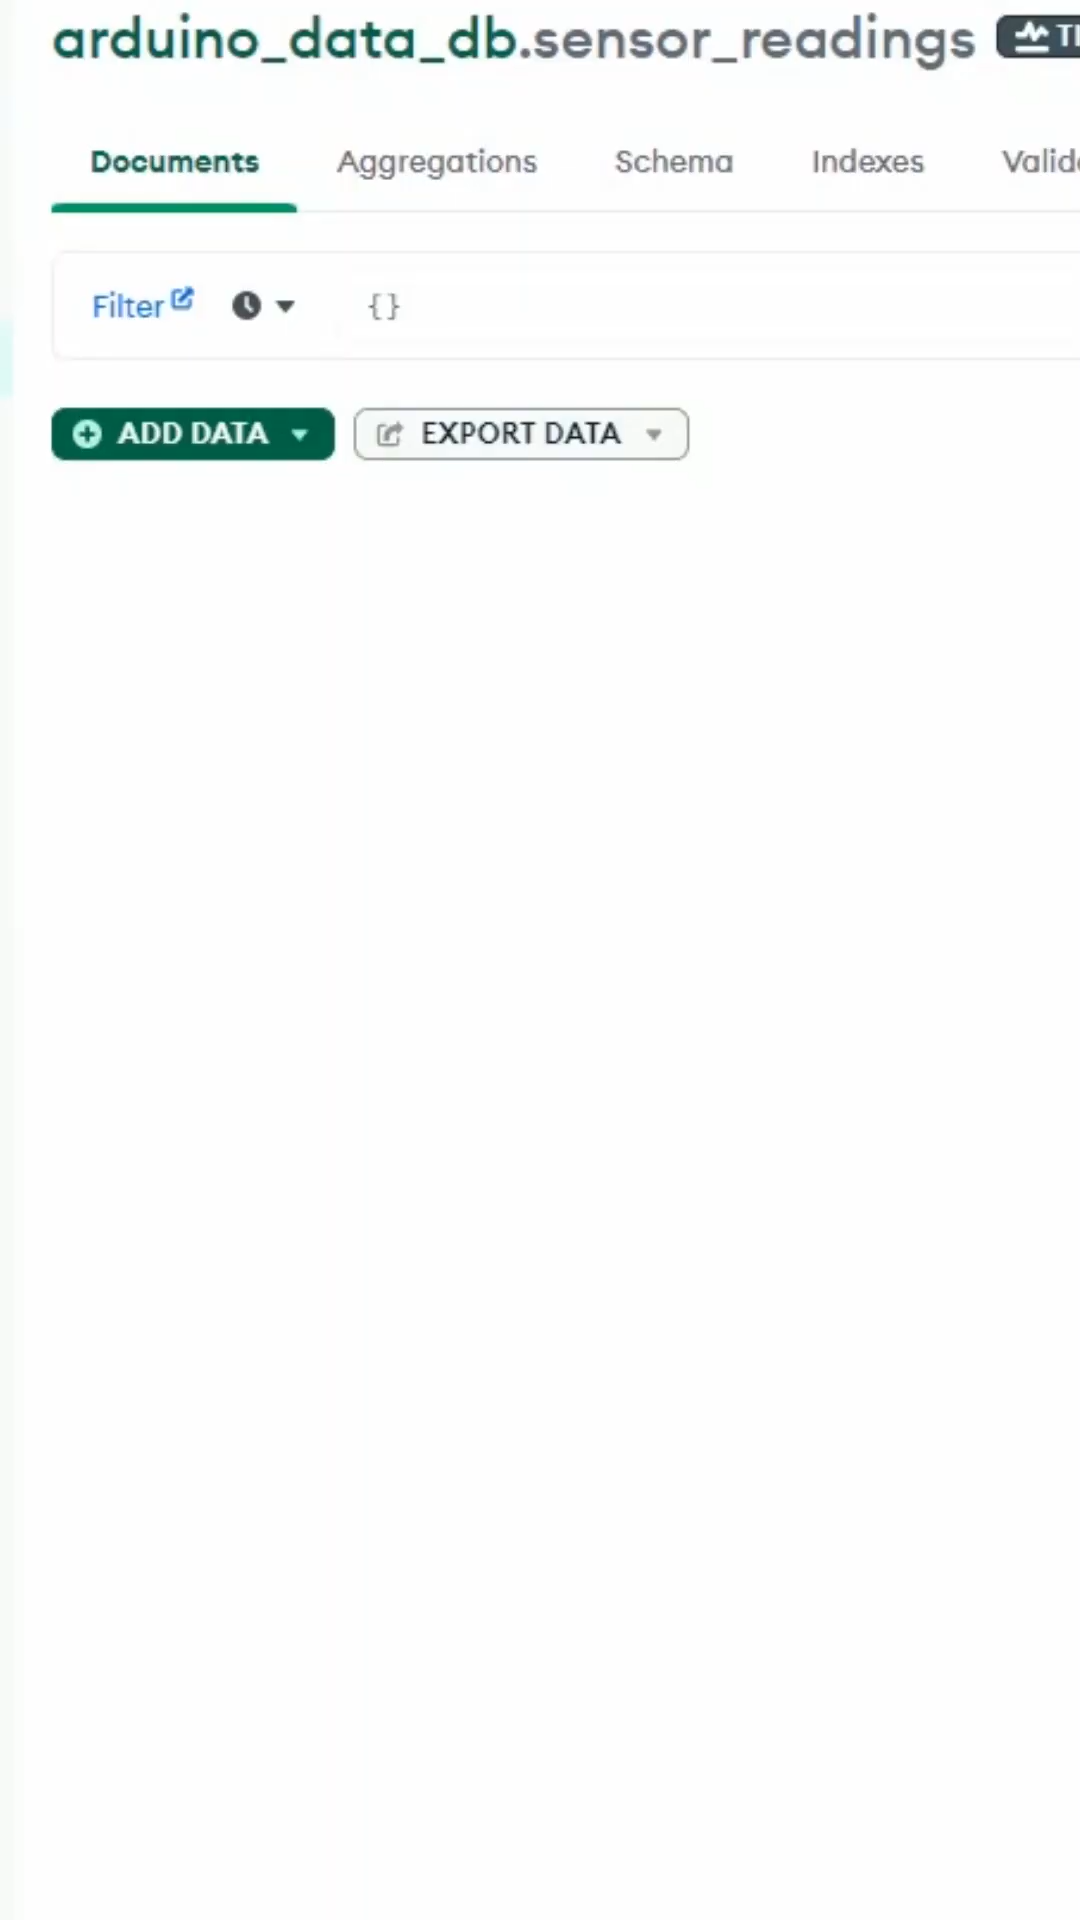 arduino_data_db.sensor_readings
Documents Aggregations Schema Indexes
Filter {}
ADD DATA EXPORT DATA